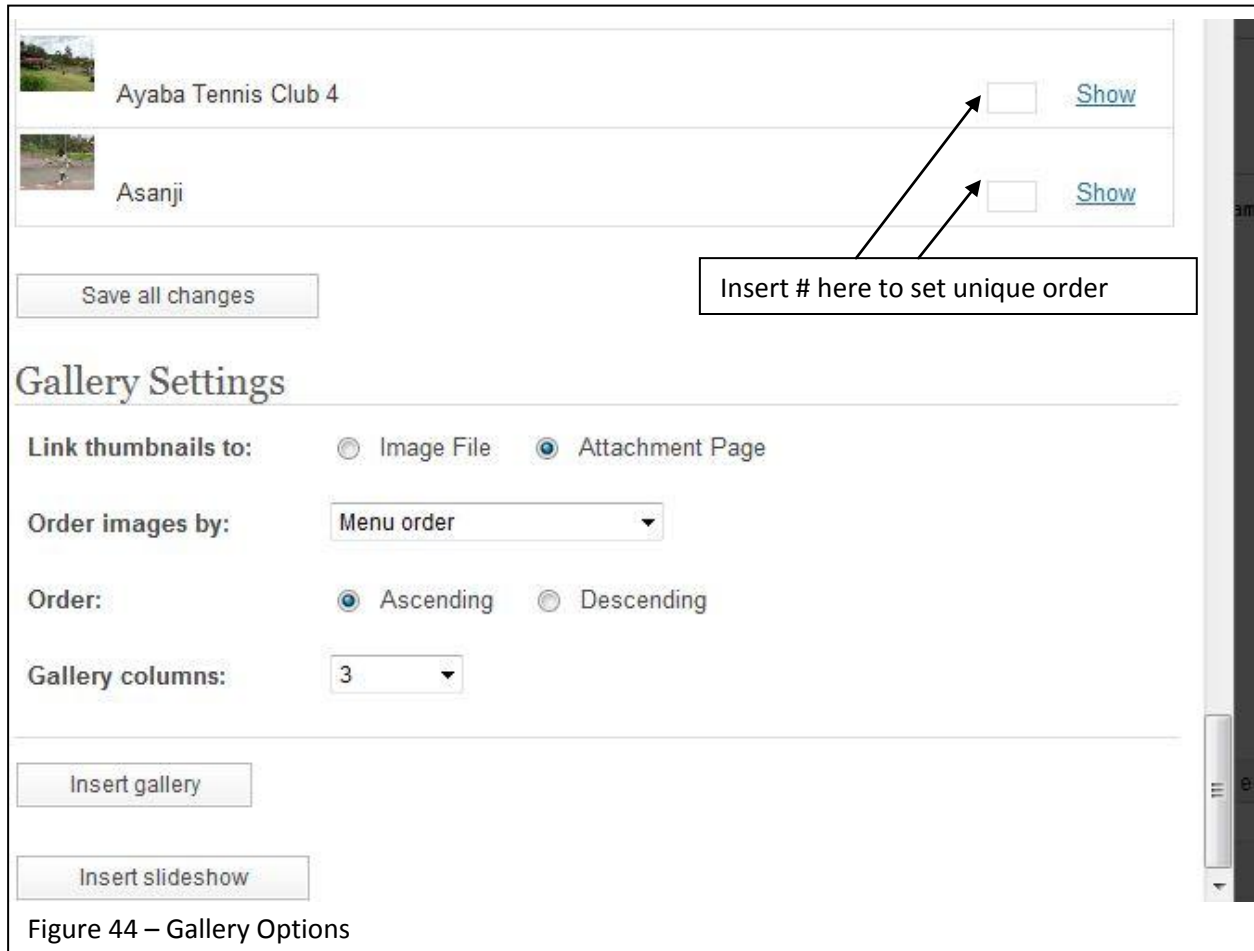 Ayaba Tennis Club 4 Show
Asanji Show
Insert # here to set unique order
Save all changes
Gallery Settings
Link thumbnails to: Image File Attachment Page
Order images by: Menu order
Order: Ascending Descending
Gallery columns: 3
Insert gallery
Insert slideshow
Figure 44 – Gallery Options